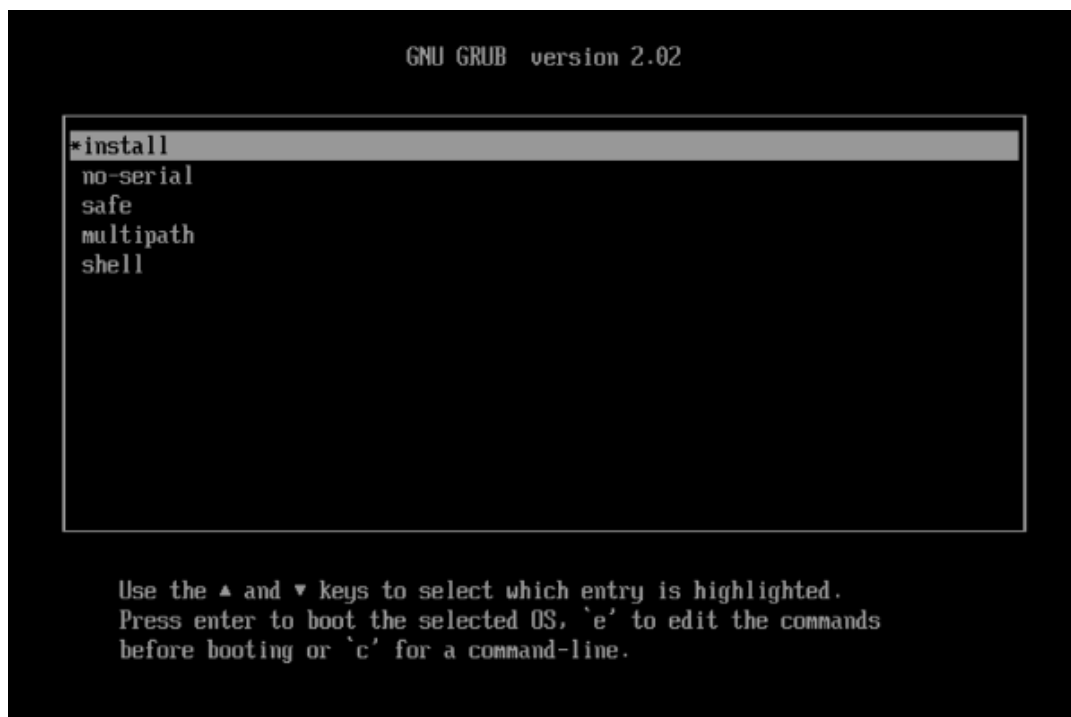 GNU GRUB  version 2.02
*install
no-serial
safe
multipath
shell
Use the ▲ and ▼ keys to select which entry is highlighted.
Press enter to boot the selected OS, `e' to edit the commands
before booting or `c' for a command-line.